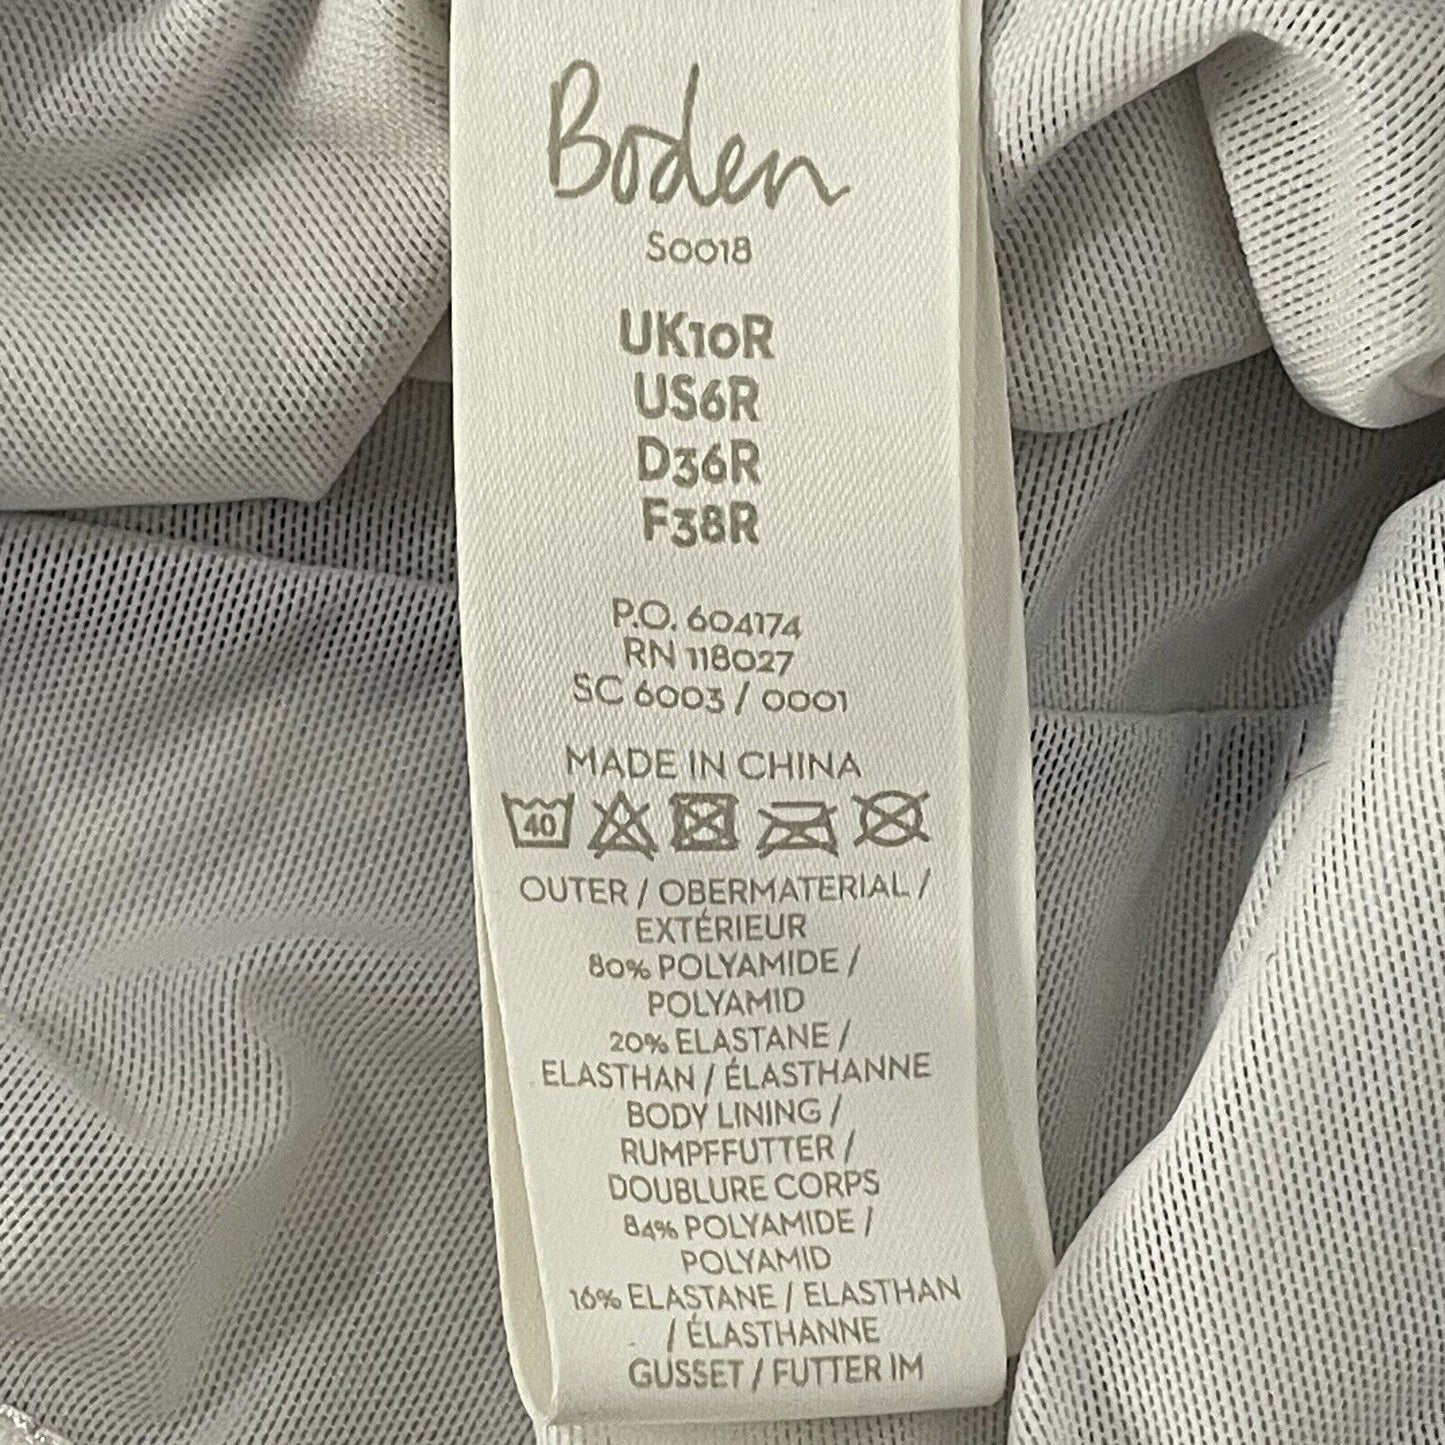 Boden
S0018
UK10R
US6R
D36R
F38R
P.O. 604174
RN 118027
SC 6003 / 0001
MADE IN CHINA
40
OUTER / OBERMATERIAL /
EXTÉRIEUR
80% POLYAMIDE /
POLYAMID
20% ELASTANE /
ELASTHAN / ÉLASTHANNE
BODY LINING /
RUMPFFUTTER /
DOUBLURE CORPS
84% POLYAMIDE /
POLYAMID
16% ELASTANE / ELASTHAN
/ ÉLASTHANNE
GUSSET / FUTTER IM